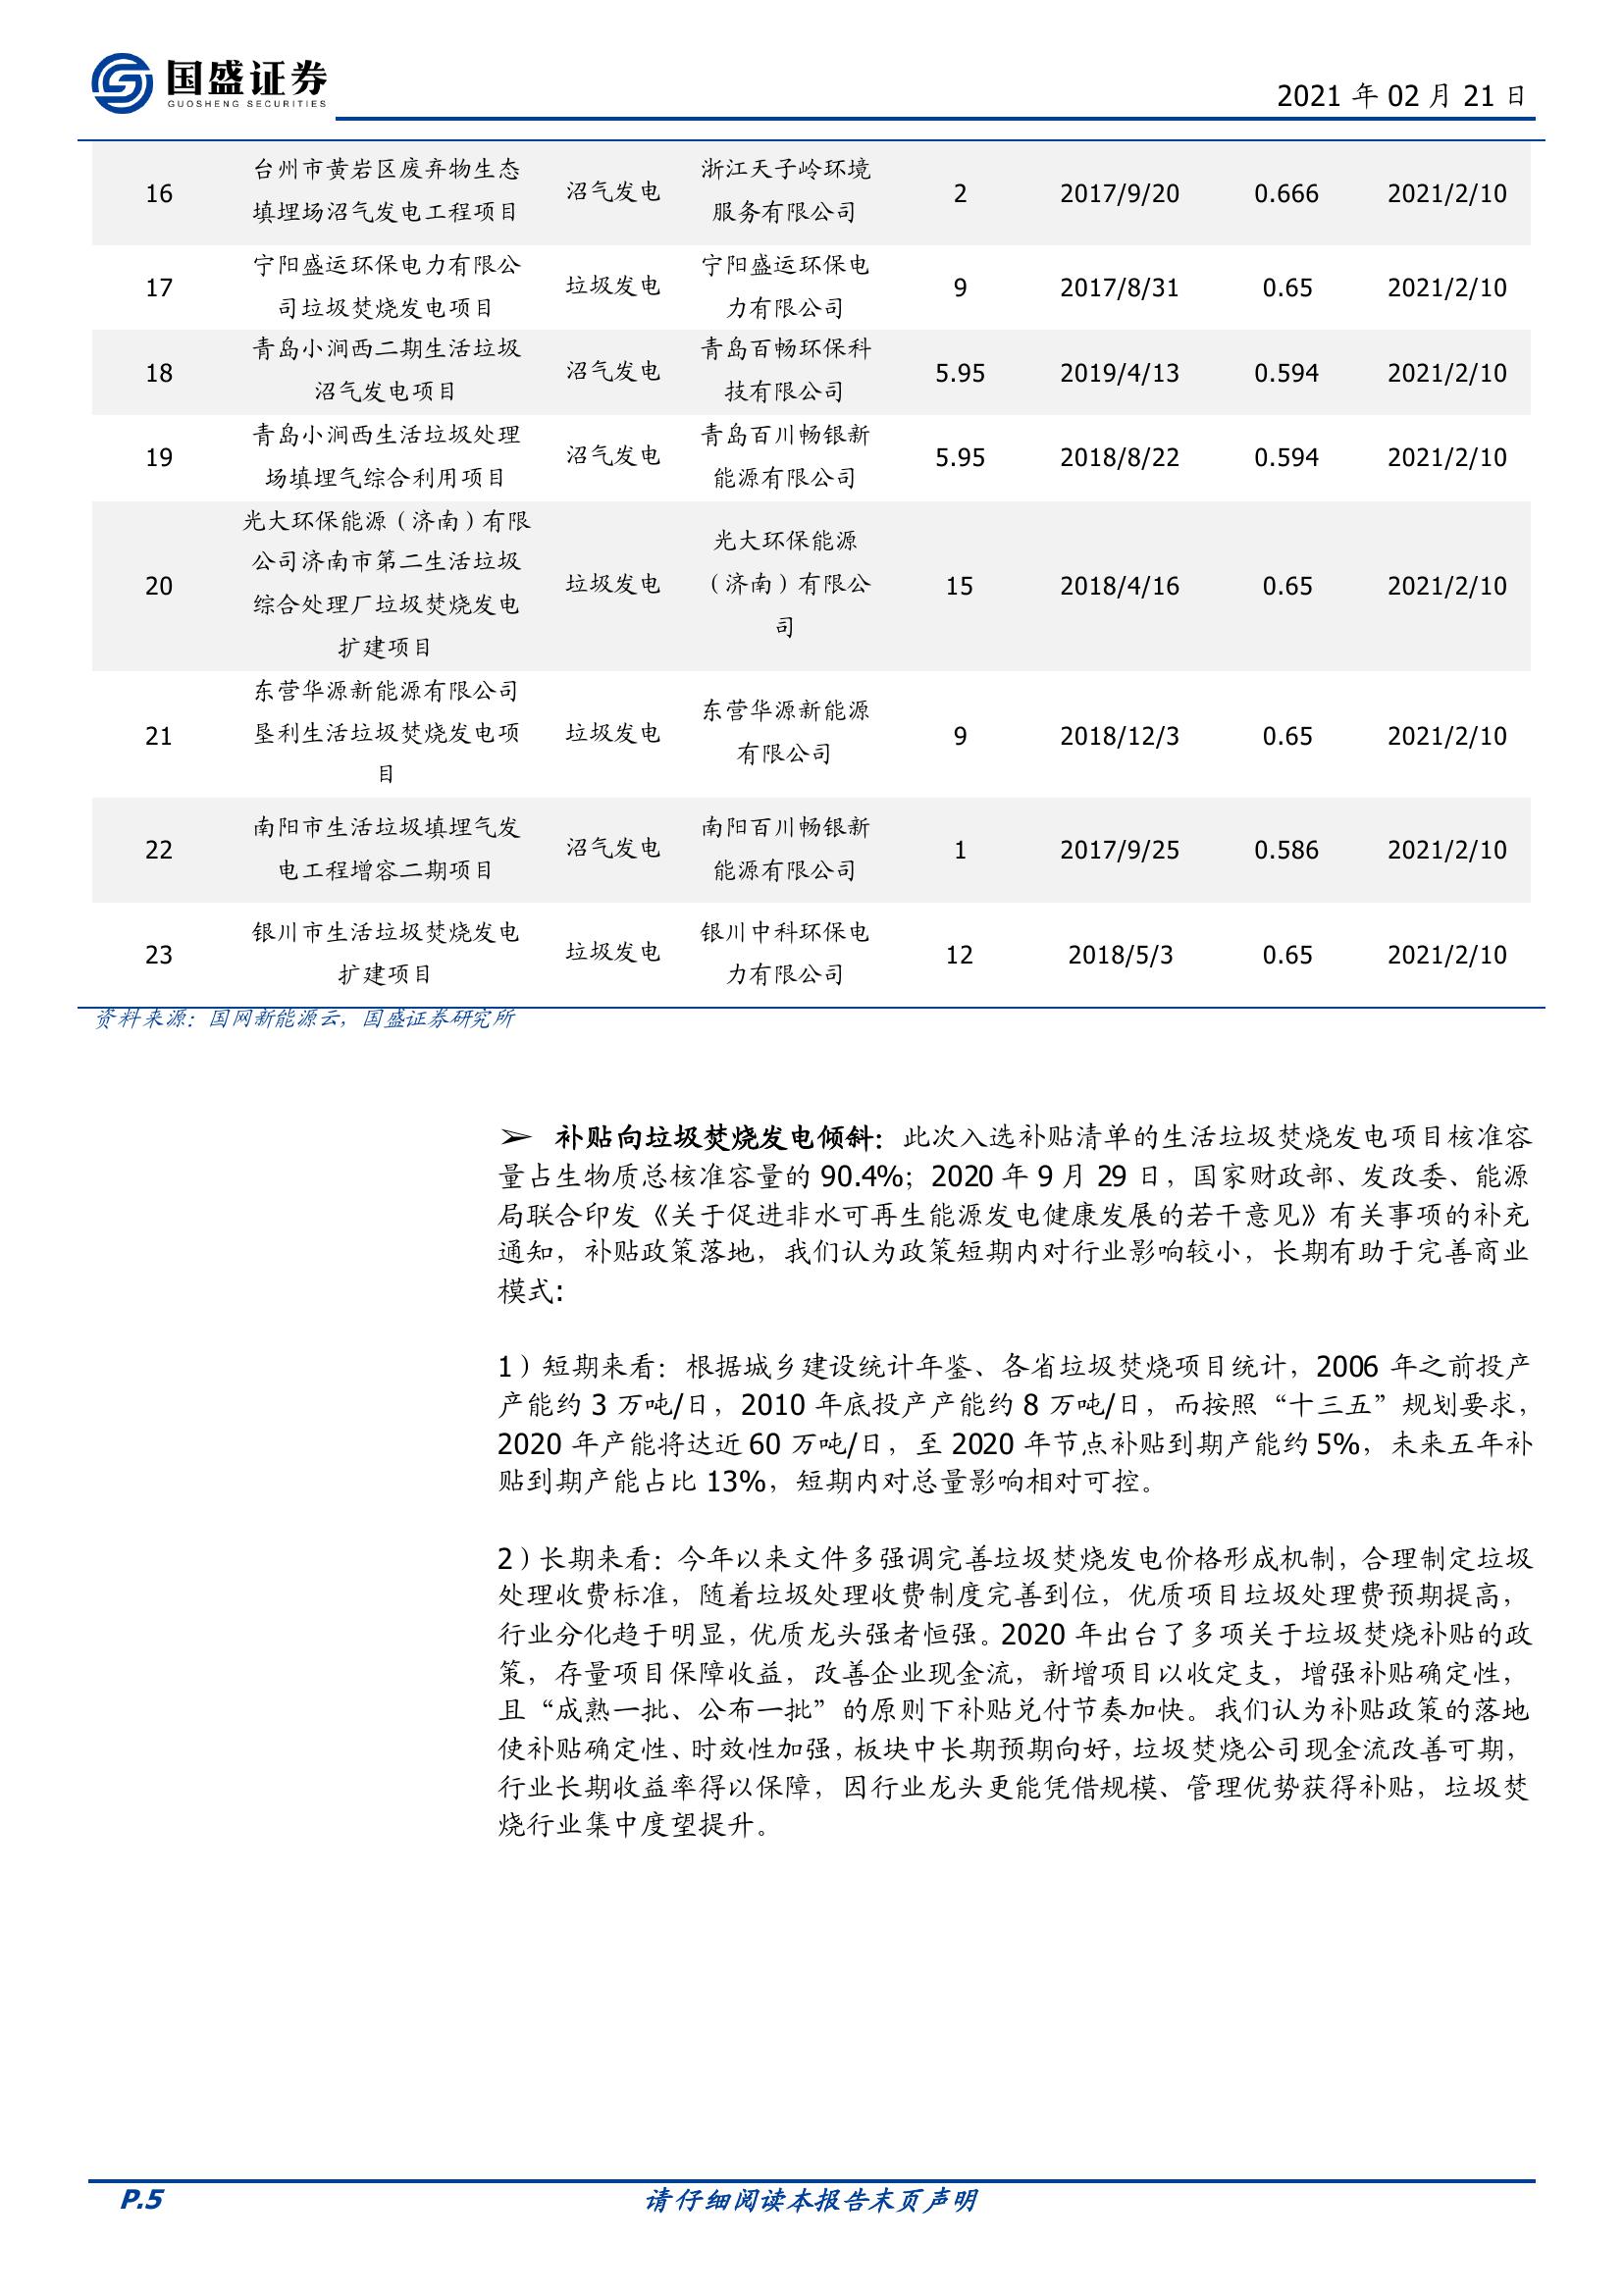 国盛证券
GUOSHENG SECURITIES
2021 年 02 月 21 日
16 台州市黄岩区废弃物生态填埋场沼气发电工程项目 沼气发电 浙江天子岭环境服务有限公司 2 2017/9/20 0.666 2021/2/10
17 宁阳盛运环保电力有限公司垃圾焚烧发电项目 垃圾发电 宁阳盛运环保电力有限公司 9 2017/8/31 0.65 2021/2/10
18 青岛小涧西二期生活垃圾沼气发电项目 沼气发电 青岛百畅环保科技有限公司 5.95 2019/4/13 0.594 2021/2/10
19 青岛小涧西生活垃圾处理场填埋气综合利用项目 沼气发电 青岛百川畅银新能源有限公司 5.95 2018/8/22 0.594 2021/2/10
20 光大环保能源（济南）有限公司济南市第二生活垃圾综合处理厂垃圾焚烧发电扩建项目 垃圾发电 光大环保能源（济南）有限公司 15 2018/4/16 0.65 2021/2/10
21 东营华源新能源有限公司垦利生活垃圾焚烧发电项目 垃圾发电 东营华源新能源有限公司 9 2018/12/3 0.65 2021/2/10
22 南阳市生活垃圾填埋气发电工程增容二期项目 沼气发电 南阳百川畅银新能源有限公司 1 2017/9/25 0.586 2021/2/10
23 银川市生活垃圾焚烧发电扩建项目 垃圾发电 银川中科环保电力有限公司 12 2018/5/3 0.65 2021/2/10
资料来源：国网新能源云，国盛证券研究所
➢ 补贴向垃圾焚烧发电倾斜：此次入选补贴清单的生活垃圾焚烧发电项目核准容
量占生物质总核准容量的 90.4%；2020 年 9 月 29 日，国家财政部、发改委、能源
局联合印发《关于促进非水可再生能源发电健康发展的若干意见》有关事项的补充
通知，补贴政策落地，我们认为政策短期内对行业影响较小，长期有助于完善商业
模式：
1）短期来看：根据城乡建设统计年鉴、各省垃圾焚烧项目统计，2006 年之前投产
产能约 3 万吨/日，2010 年底投产产能约 8 万吨/日，而按照“十三五”规划要求，
2020 年产能将达近 60 万吨/日，至 2020 年节点补贴到期产能约 5%，未来五年补
贴到期产能占比 13%，短期内对总量影响相对可控。
2）长期来看：今年以来文件多强调完善垃圾焚烧发电价格形成机制，合理制定垃圾
处理收费标准，随着垃圾处理收费制度完善到位，优质项目垃圾处理费预期提高，
行业分化趋于明显，优质龙头强者恒强。2020 年出台了多项关于垃圾焚烧补贴的政
策，存量项目保障收益，改善企业现金流，新增项目以收定支，增强补贴确定性，
且“成熟一批、公布一批”的原则下补贴兑付节奏加快。我们认为补贴政策的落地
使补贴确定性、时效性加强，板块中长期预期向好，垃圾焚烧公司现金流改善可期，
行业长期收益率得以保障，因行业龙头更能凭借规模、管理优势获得补贴，垃圾焚
烧行业集中度望提升。
P.5 请仔细阅读本报告末页声明